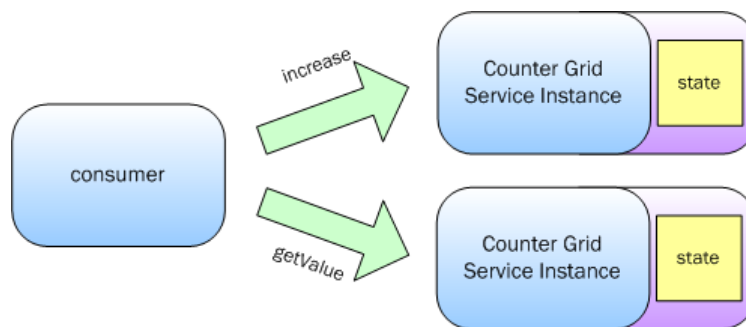 increase
Counter Grid
Service Instance
state
consumer
getValue
Counter Grid
Service Instance
state